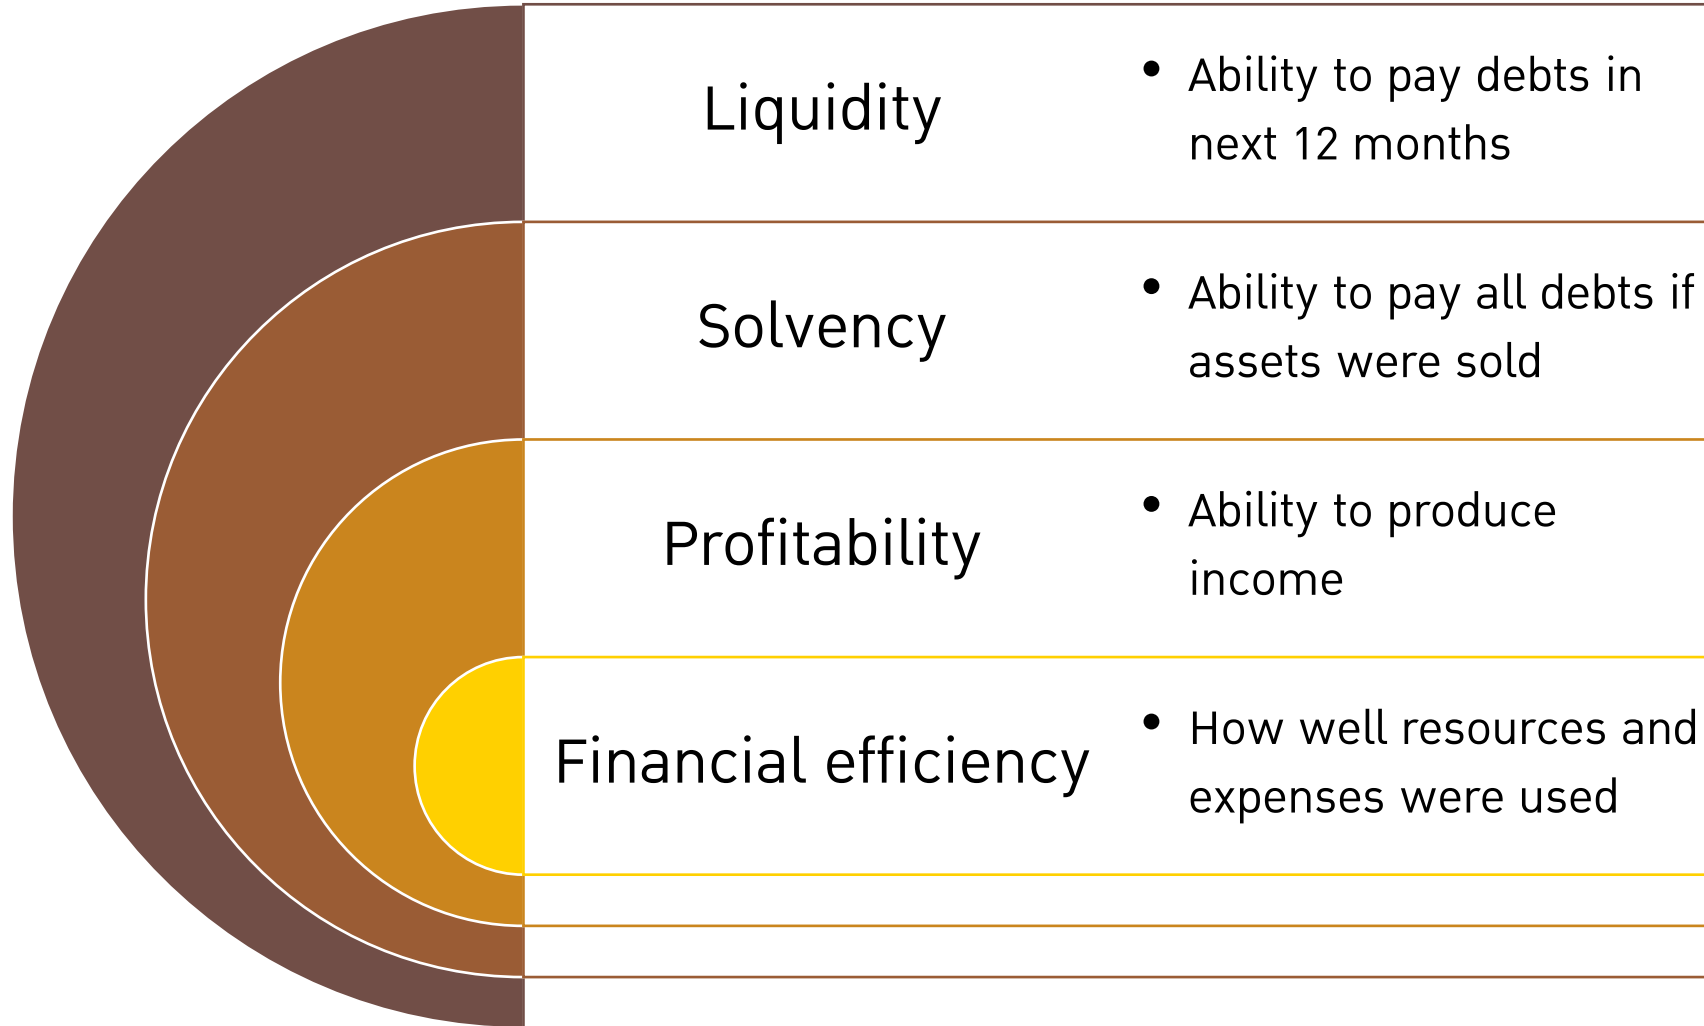 Liquidity
• Ability to pay debts in
next 12 months
Solvency
• Ability to pay all debts if
assets were sold
Profitability
• Ability to produce
income
Financial efficiency
• How well resources and
expenses were used